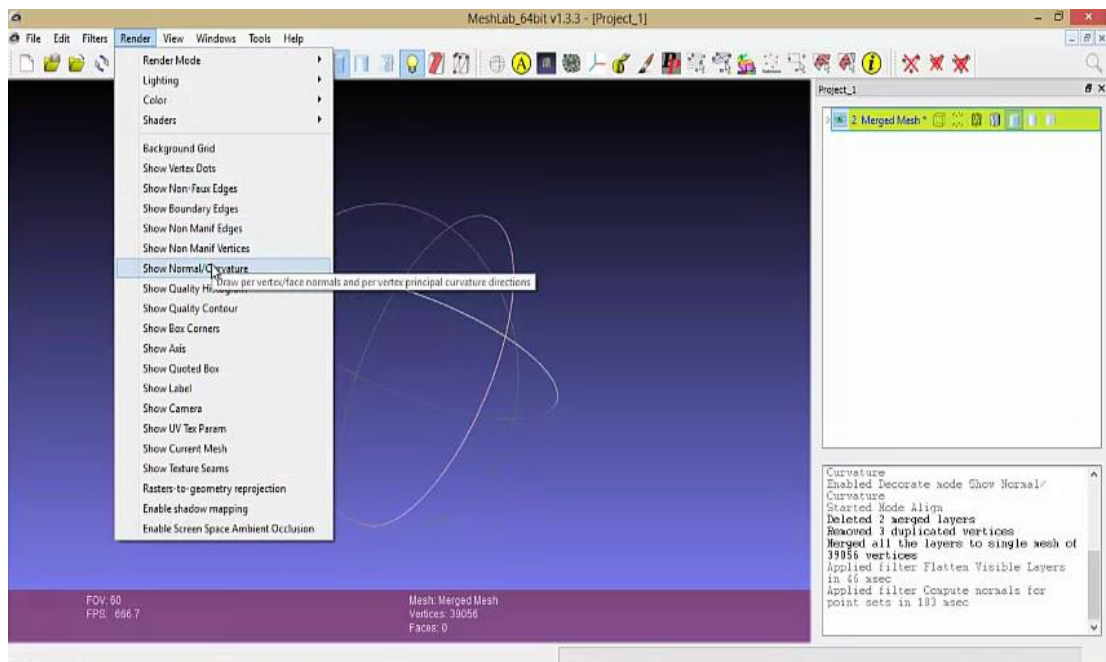 MeshLab_64bit v1.3.3 - [Project_1]
File Edit Filters Render View Windows Tools Help
Render Mode
Lighting
Color
Shaders
Background Grid
Show Vertex Dots
Show Non-Faux Edges
Show Boundary Edges
Show Non Manif Edges
Show Non Manif Vertices
Show Normal/Curvature
Draw per vertex/face normals and per vertex principal curvature directions
Show Quality
Show Quality Contour
Show Box Corners
Show Axis
Show Quoted Box
Show Label
Show Camera
Show UV Tex Param
Show Current Mesh
Show Texture Seams
Rasters-to-geometry reprojection
Enable shadow mapping
Enable Screen Space Ambient Occlusion
Project_1
2 Merged Mesh *
Curvature
Enabled Decorate mode Show Normal/
Curvature
Started Mode Align
Deleted 2 merged layers
Removed 3 duplicated vertices
Merged all the layers to single mesh of
39056 vertices
Applied filter Flatten Visible Layers
in 46 msec
Applied filter Compute normals for
point sets in 183 msec
FOV: 60
FPS: 666.7
Mesh: Merged Mesh
Vertices: 39056
Faces: 0